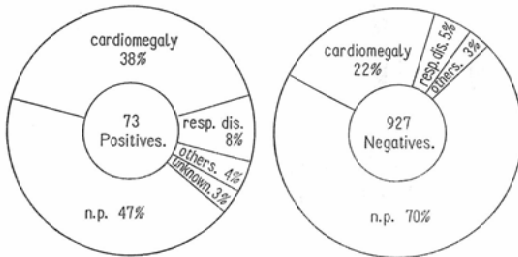 cardiomegaly
38%
73
Positives.
resp. dis.
8%
others. 4%
unknown. 3%
n.p. 47%
cardiomegaly
22%
resp. dis. 5%
others. 3%
927
Negatives.
n.p. 70%